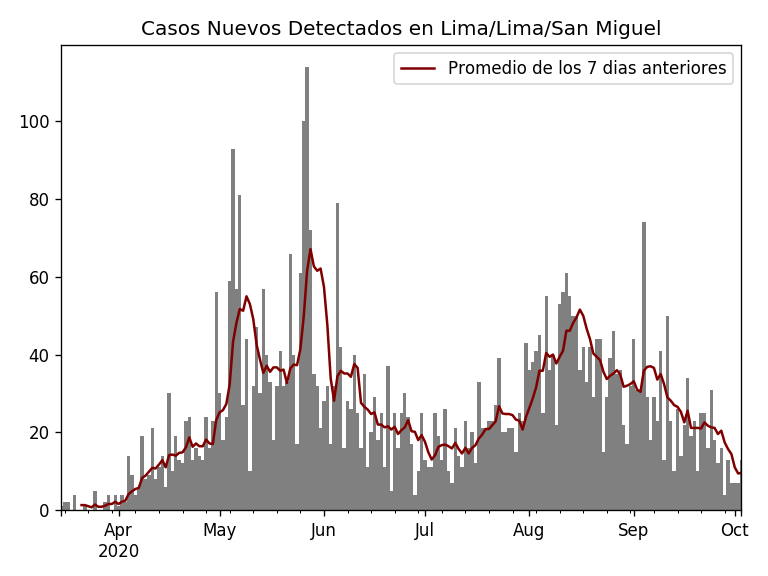 Casos Nuevos Detectados en Lima/Lima/San Miguel
Promedio de los 7 dias anteriores
100
80
60
40
20
0
Apr May Jun Jul Aug Sep Oct
2020